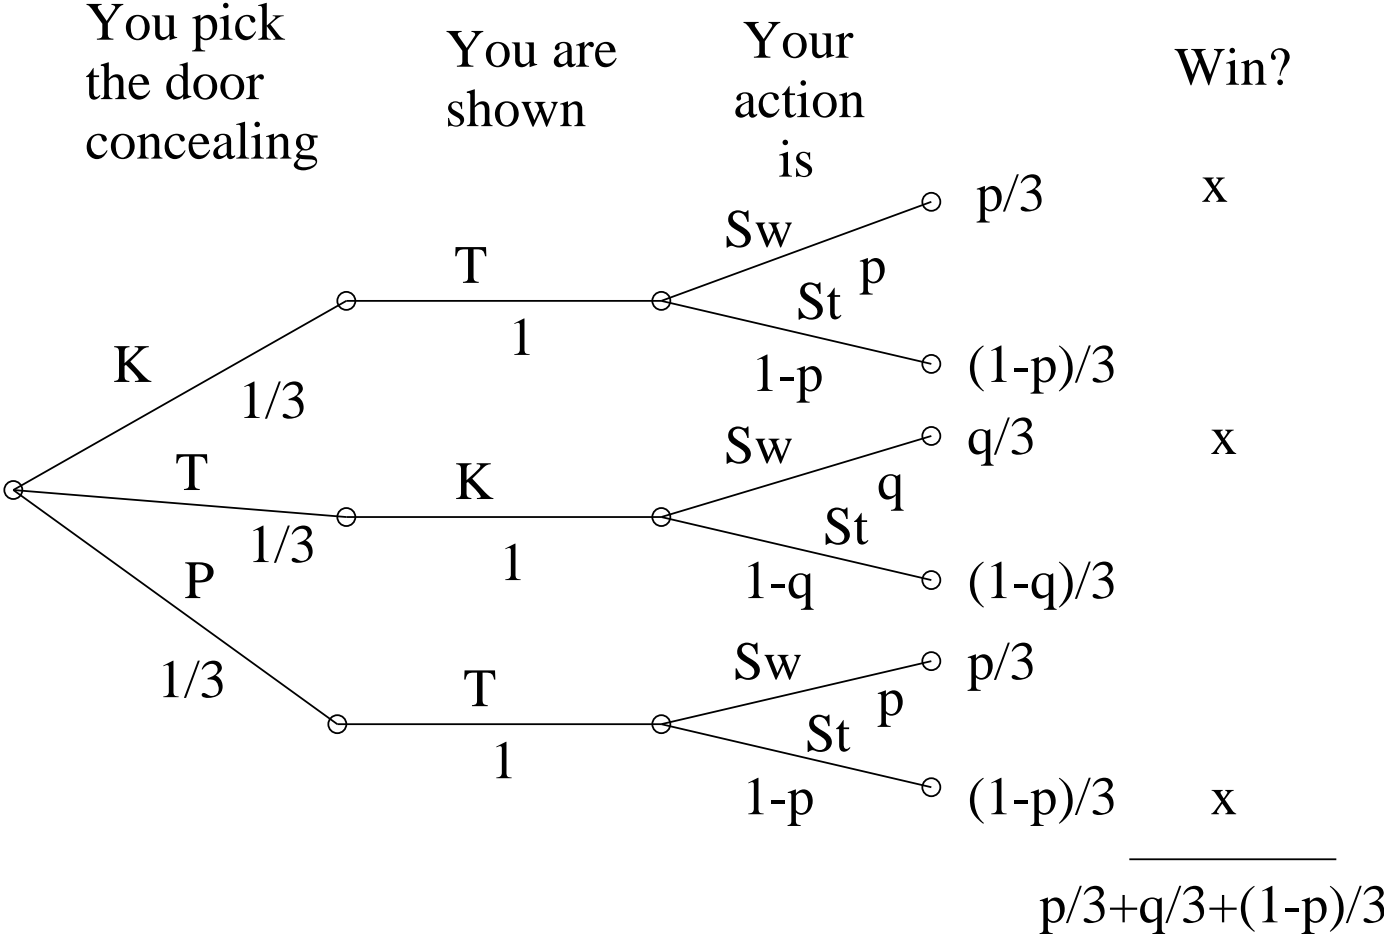 You pick
the door
concealing
You are
shown
Your
action
is
Win?
Sw
p/3
x
T
p
St
1
K
1-p
(1-p)/3
1/3
Sw
q/3
x
T
K
q
1/3
St
1
P
1-q
(1-q)/3
Sw
p/3
1/3
T
p
St
1
1-p
(1-p)/3
x
p/3+q/3+(1-p)/3